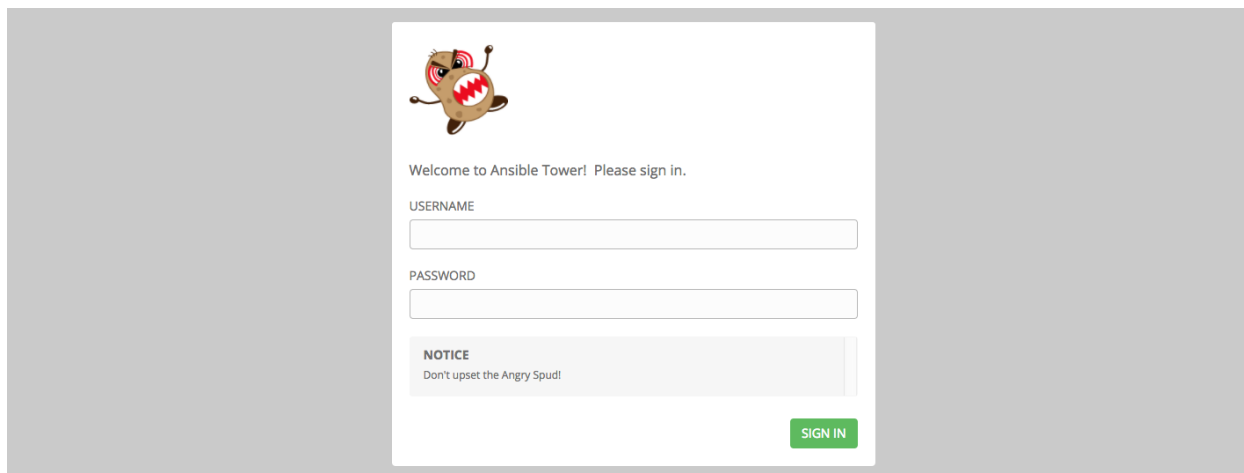 Welcome to Ansible Tower!  Please sign in.
USERNAME
PASSWORD
NOTICE
Don't upset the Angry Spud!
SIGN IN